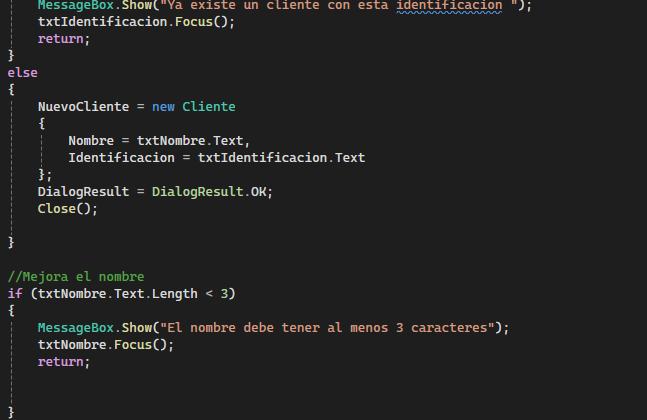 MessageBox.Show("Ya existe un cliente con esta identificacion ");
txtIdentificacion.Focus();
return;
}
else
{
NuevoCliente = new Cliente
{
Nombre = txtNombre.Text,
Identificacion = txtIdentificacion.Text
};
DialogResult = DialogResult.OK;
Close();
}
//Mejora el nombre
if (txtNombre.Text.Length < 3)
{
MessageBox.Show("El nombre debe tener al menos 3 caracteres");
txtNombre.Focus();
return;
}